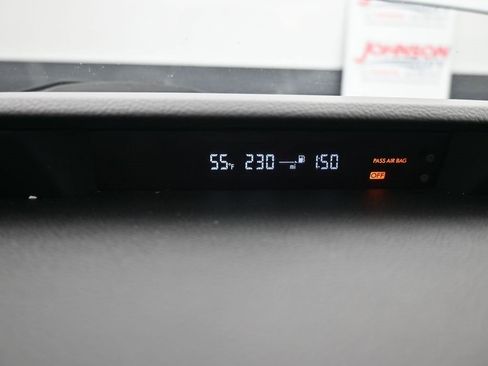 JOHNSON
55°F 230 mi 1:50
PASS AIR BAG
OFF